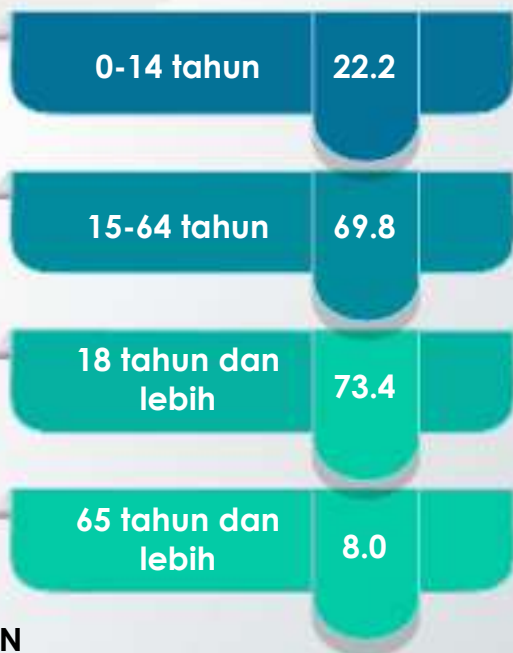 0-14 tahun 22.2
15-64 tahun 69.8
18 tahun dan
lebih 73.4
65 tahun dan
lebih 8.0
N